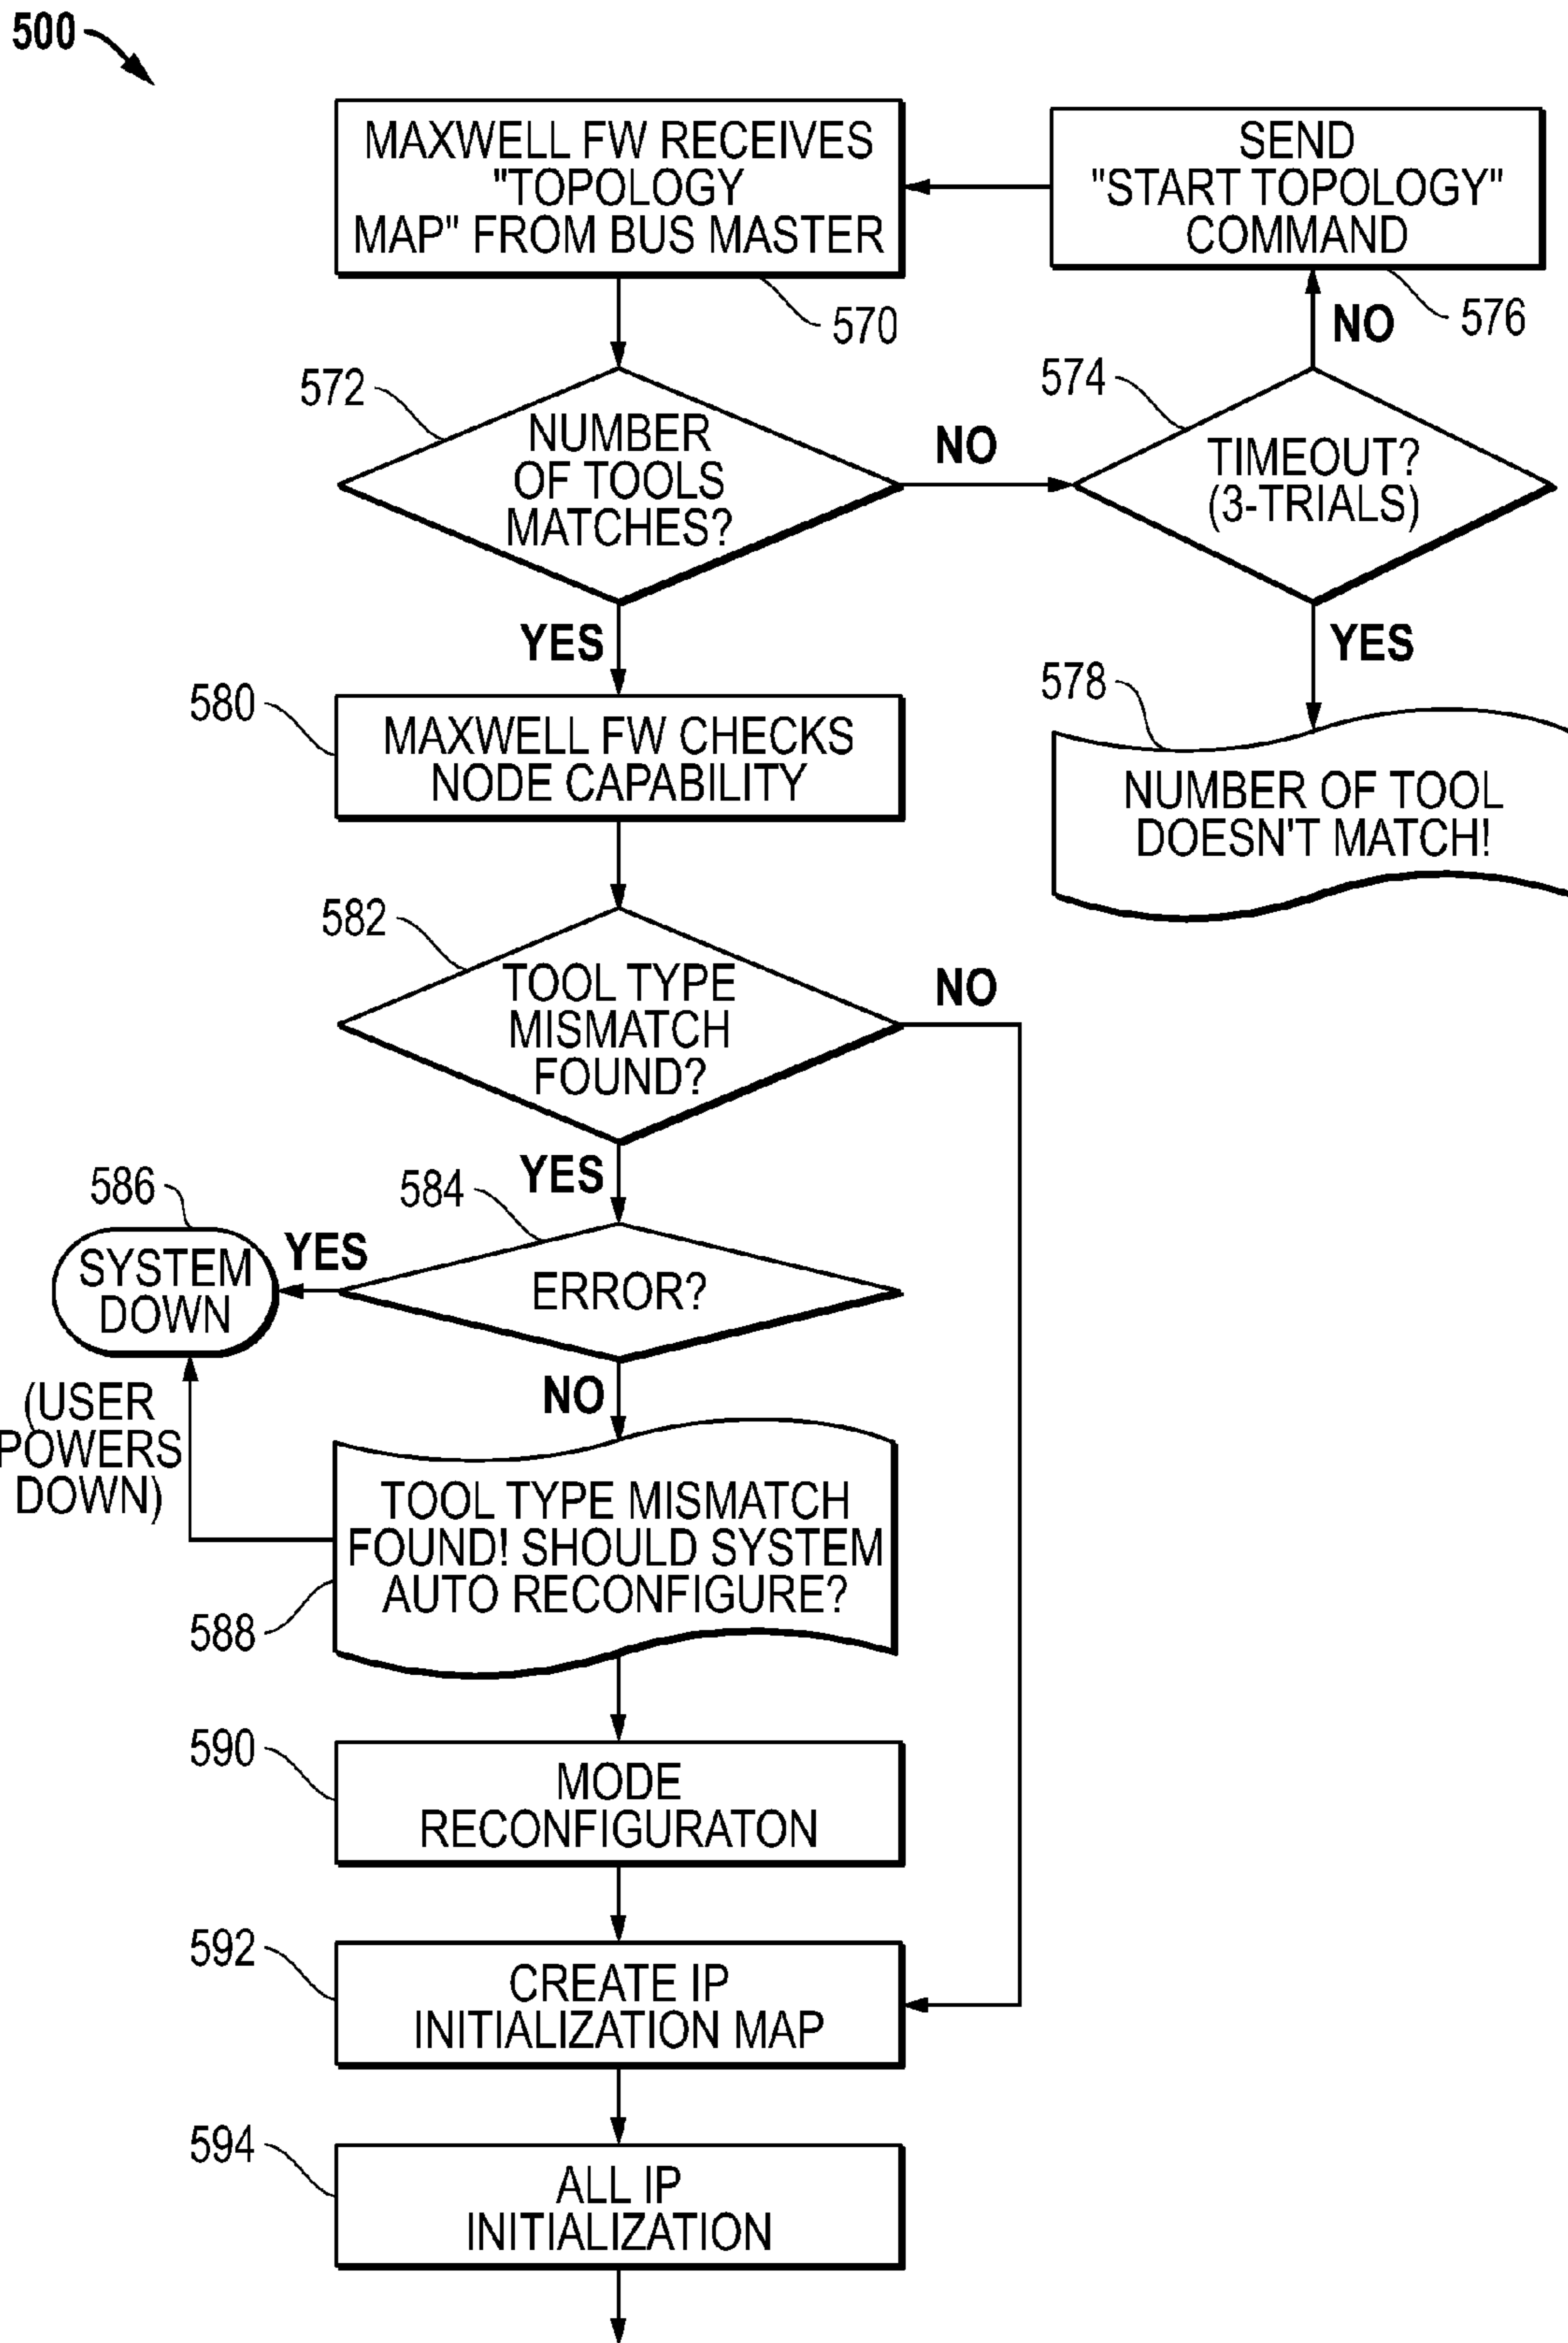 500
MAXWELL FW RECEIVES
"TOPOLOGY
MAP" FROM BUS MASTER
570
SEND
"START TOPOLOGY"
COMMAND
576
NO
572
NUMBER
OF TOOLS
MATCHES?
NO
574
TIMEOUT?
(3-TRIALS)
YES
YES
578
NUMBER OF TOOL
DOESN'T MATCH!
580
MAXWELL FW CHECKS
NODE CAPABILITY
582
TOOL TYPE
MISMATCH
FOUND?
NO
YES
584
ERROR?
YES
586
SYSTEM
DOWN
(USER
POWERS
DOWN)
NO
TOOL TYPE MISMATCH
FOUND! SHOULD SYSTEM
AUTO RECONFIGURE?
588
590
MODE
RECONFIGURATON
592
CREATE IP
INITIALIZATION MAP
594
ALL IP
INITIALIZATION